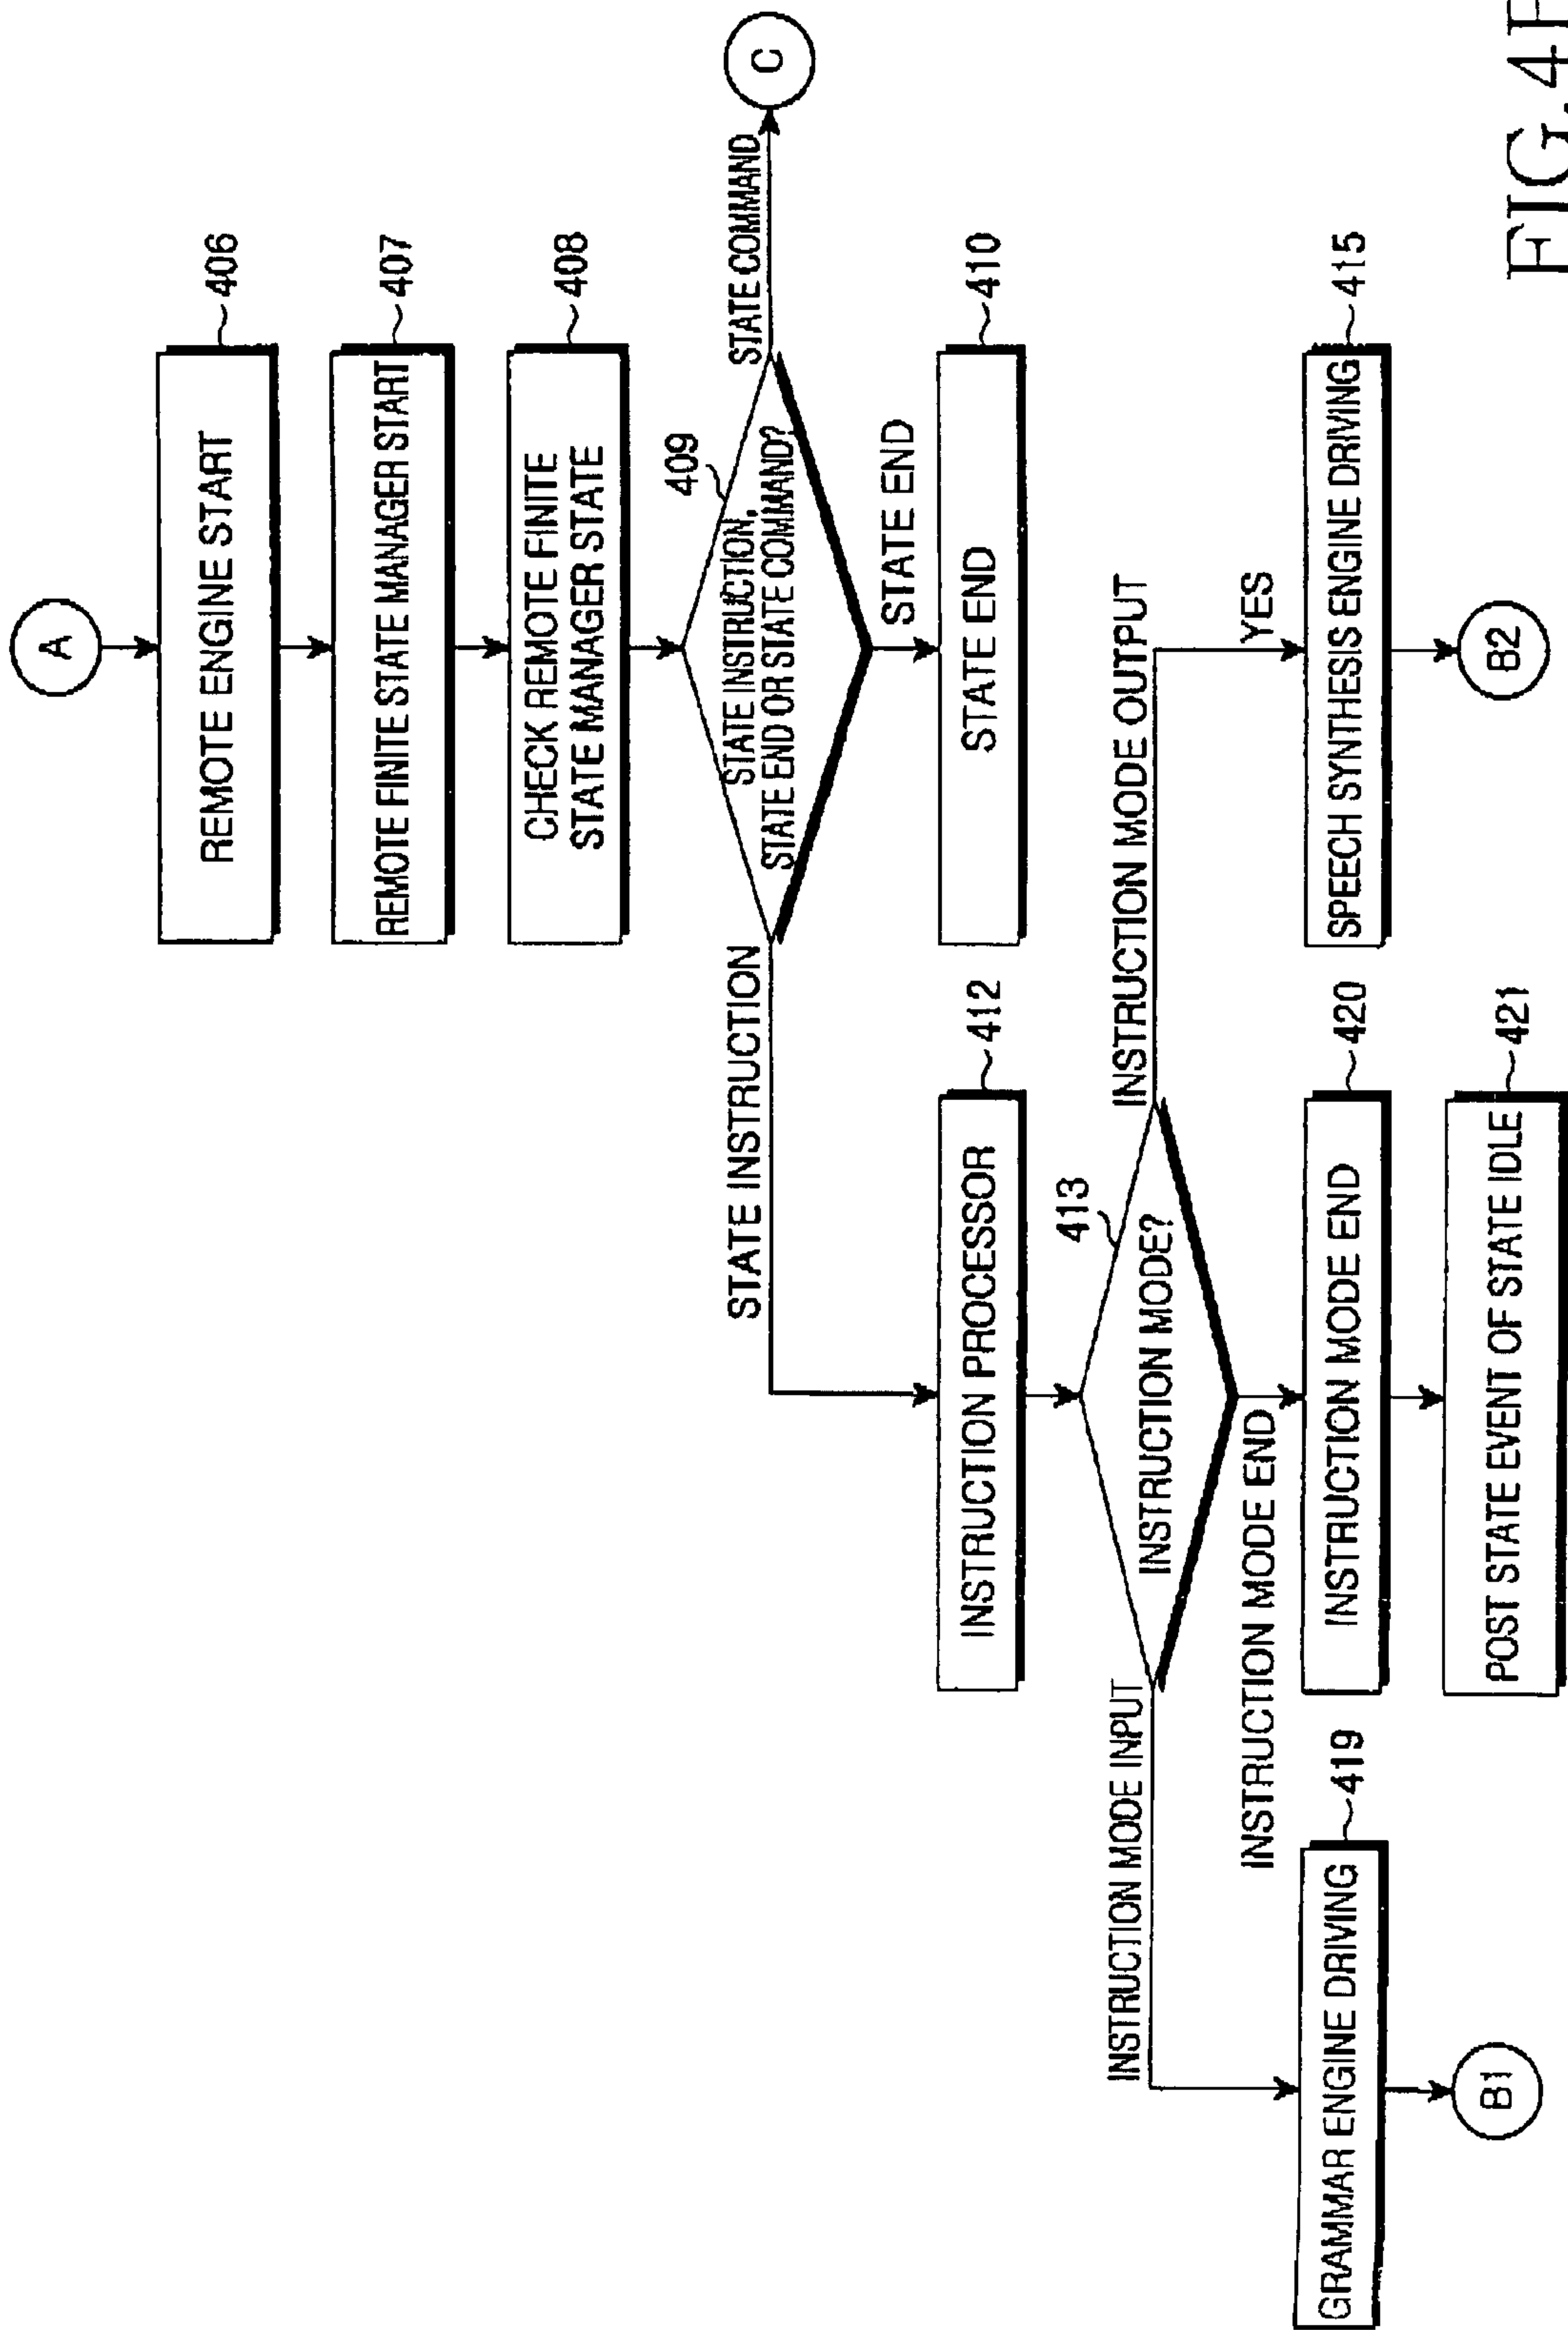 A
REMOTE ENGINE START
406
REMOTE FINITE STATE MANAGER START
407
CHECK REMOTE FINITE
STATE MANAGER STATE
408
409
STATE INSTRUCTION,
STATE END OR STATE COMMAND?
STATE COMMAND
C
STATE INSTRUCTION
STATE END
STATE END
410
INSTRUCTION PROCESSOR
412
413
INSTRUCTION MODE?
INSTRUCTION MODE INPUT
INSTRUCTION MODE OUTPUT
INSTRUCTION MODE END
YES
GRAMMAR ENGINE DRIVING
419
INSTRUCTION MODE END
420
SPEECH SYNTHESIS ENGINE DRIVING
415
B1
POST STATE EVENT OF STATE IDLE
421
B2
FIG.4